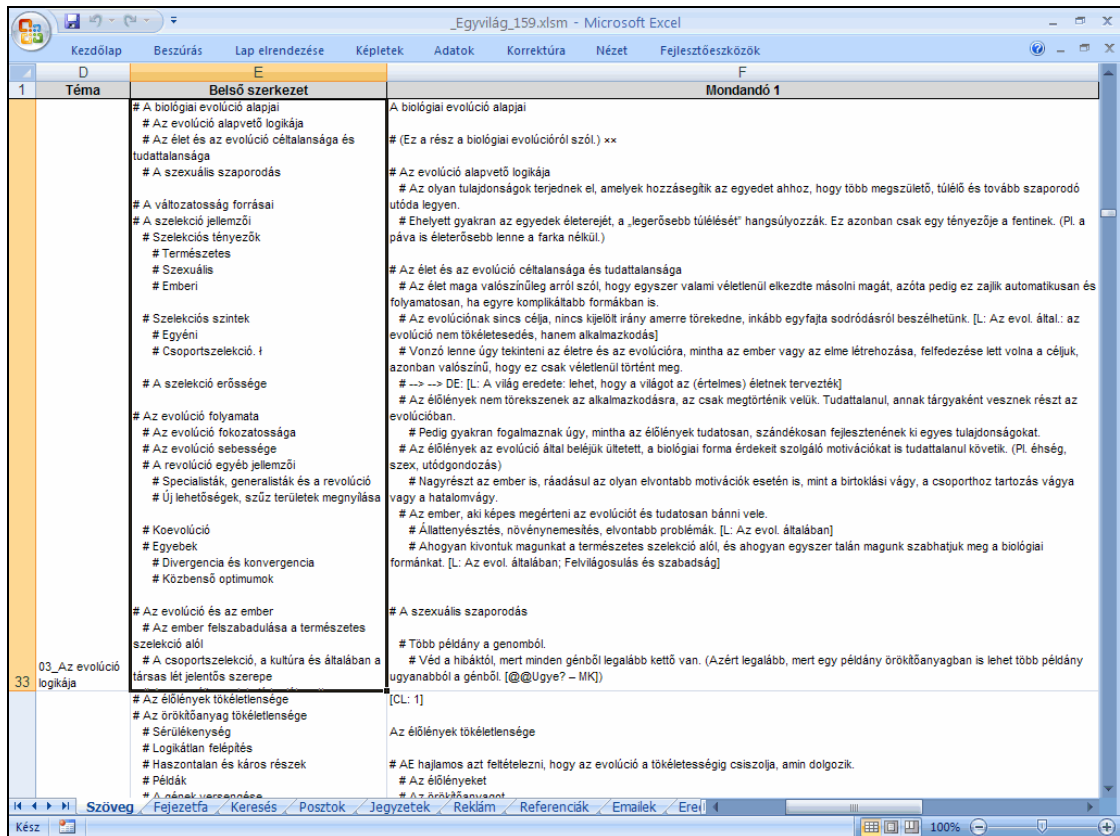 _Egyvilág_159.xlsm - Microsoft Excel
Kezdőlap Beszúrás Lap elrendezése Képletek Adatok Korrektúra Nézet Fejlesztőeszközök
D E F
1 Téma Belső szerkezet Mondandó 1
# A biológiai evolúció alapjai
# Az evolúció alapvető logikája
# Az élet és az evolúció céltalansága és
tudattalansága
# A szexuális szaporodás
# A változatosság forrásai
# A szelekció jellemzői
# Szelekciós tényezők
# Természetes
# Szexuális
# Emberi
# Szelekciós szintek
# Egyéni
# Csoportszelekció. ł
# A szelekció erőssége
# Az evolúció folyamata
# Az evolúció fokozatossága
# Az evolúció sebessége
# A revolúció egyéb jellemzői
# Specialisták, generalisták és a revolúció
# Új lehetőségek, szűz területek megnyílása
# Koevolúció
# Egyebek
# Divergencia és konvergencia
# Közbenső optimumok
# Az evolúció és az ember
# Az ember felszabadulása a természetes
szelekció alól
# A csoportszelekció, a kultúra és általában a
társas lét jelentős szerepe
A biológiai evolúció alapjai
# (Ez a rész a biológiai evolúcióról szól.) ××
# Az evolúció alapvető logikája
# Az olyan tulajdonságok terjednek el, amelyek hozzásegítik az egyedet ahhoz, hogy több megszülető, túlélő és tovább szaporodó
utóda legyen.
# Ehelyett gyakran az egyedek életerejét, a „legerősebb túlélését” hangsúlyozzák. Ez azonban csak egy tényezője a fentinek. (Pl. a
páva is életerősebb lenne a farka nélkül.)
# Az élet és az evolúció céltalansága és tudattalansága
# Az élet maga valószínűleg arról szól, hogy egyszer valami véletlenül elkezdte másolni magát, azóta pedig ez zajlik automatikusan és
folyamatosan, ha egyre komplikáltabb formákban is.
# Az evolúciónak sincs célja, nincs kijelölt irány amerre törekedne, inkább egyfajta sodródásról beszélhetünk. [L: Az evol. által.: az
evolúció nem tökéletesedés, hanem alkalmazkodás]
# Vonzó lenne úgy tekinteni az életre és az evolúcióra, mintha az ember vagy az elme létrehozása, felfedezése lett volna a céljuk,
azonban valószínű, hogy ez csak véletlenül történt meg.
# --> --> DE: [L: A világ eredete: lehet, hogy a világot az (értelmes) életnek tervezték]
# Az élőlények nem törekszenek az alkalmazkodásra, az csak megtörténik velük. Tudattalanul, annak tárgyaként vesznek részt az
evolúcióban.
# Pedig gyakran fogalmaznak úgy, mintha az élőlények tudatosan, szándékosan fejlesztenének ki egyes tulajdonságokat.
# Az élőlények az evolúció által beléjük ültetett, a biológiai forma érdekeit szolgáló motivációkat is tudattalanul követik. (Pl. éhség,
szex, utódgondozás)
# Nagyrészt az ember is, ráadásul az olyan elvontabb motivációk esetén is, mint a birtoklási vágy, a csoporthoz tartozás vágya
vagy a hatalomvágy.
# Az ember, aki képes megérteni az evolúciót és tudatosan bánni vele.
# Állattenyésztés, növénynemesítés, elvontabb problémák. [L: Az evol. általában]
# Ahogyan kivontuk magunkat a természetes szelekció alól, és ahogyan egyszer talán magunk szabhatjuk meg a biológiai
formánkat. [L: Az evol. általában; Felvilágosulás és szabadság]
# A szexuális szaporodás
# Több példány a genomból.
# Véd a hibáktól, mert minden génből legalább kettő van. (Azért legalább, mert egy példány örökítőanyagban is lehet több példány
ugyanabból a génből. [@@Ugye? – MK])
03_Az evolúció
33 logikája
# Az élőlények tökéletlensége
# Az örökítőanyag tökéletlensége
# Sérülékenység
# Logikátlan felépítés
# Haszontalan és káros részek
# Példák
# A gének versengése
[CL: 1]
Az élőlények tökéletlensége
# AE hajlamos azt feltételezni, hogy az evolúció a tökéletességig csiszolja, amin dolgozik.
# Az élőlényeket
# Az örökítőanyagot
Szöveg Fejezetfa Keresés Posztok Jegyzetek Reklám Referenciák Emailek Ere
Kész 100%